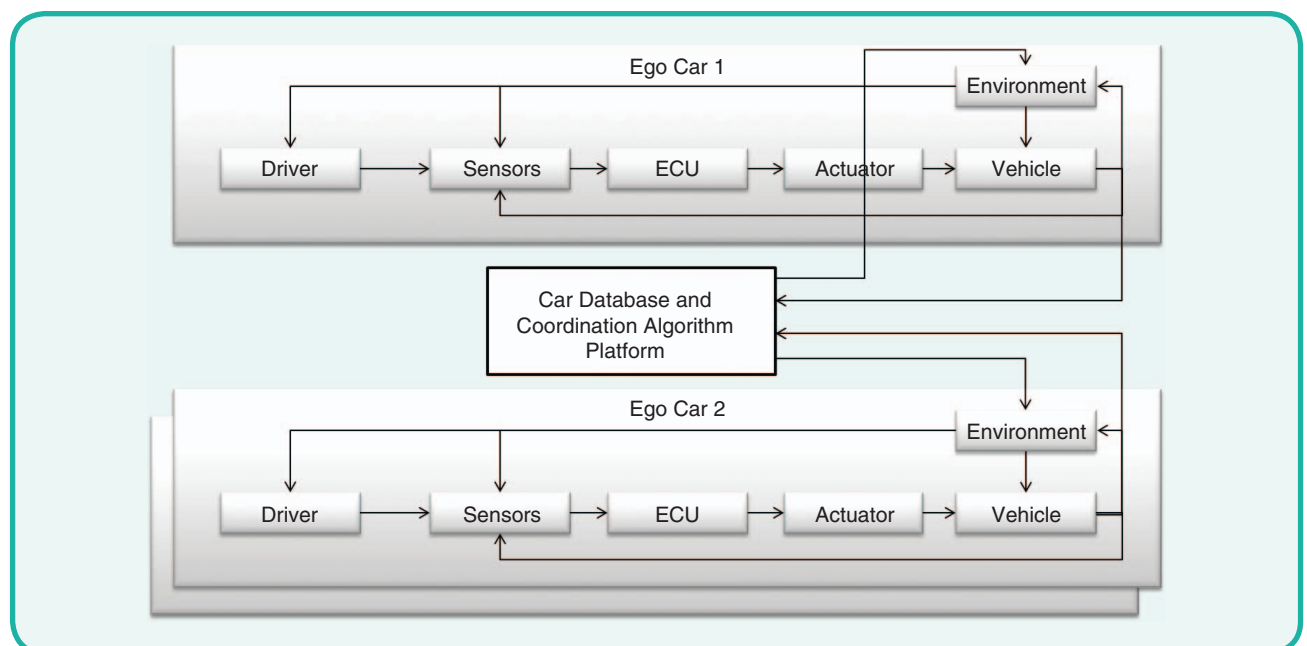 Ego Car 1
Environment
Driver
Sensors
ECU
Actuator
Vehicle
Car Database and
Coordination Algorithm
Platform
Ego Car 2
Environment
Driver
Sensors
ECU
Actuator
Vehicle